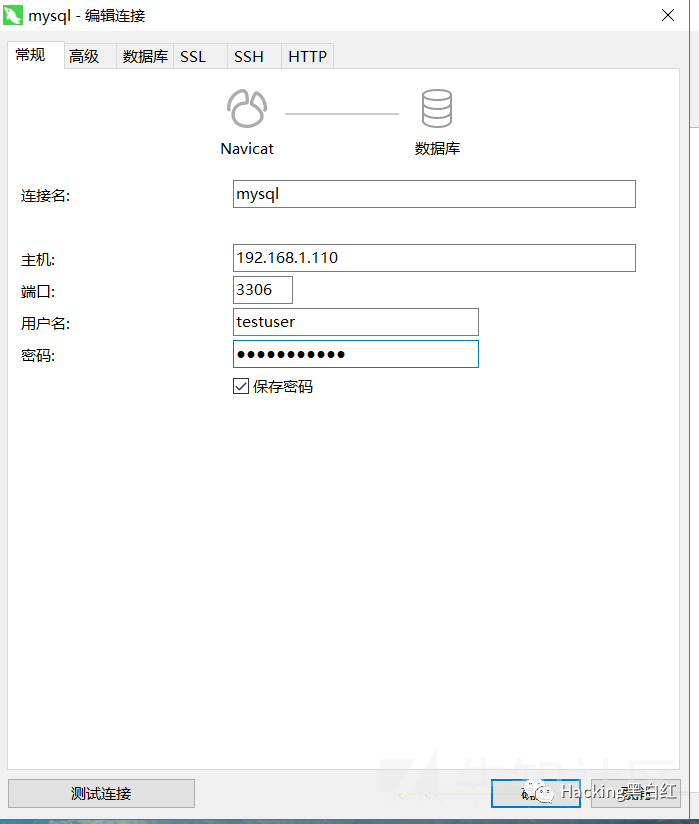 mysql - 编辑连接
常规 高级 数据库 SSL SSH HTTP
Navicat 数据库
连接名: mysql
主机: 192.168.1.110
端口: 3306
用户名: testuser
密码: ●●●●●●●●●●●
保存密码
测试连接
Hacking黑白红